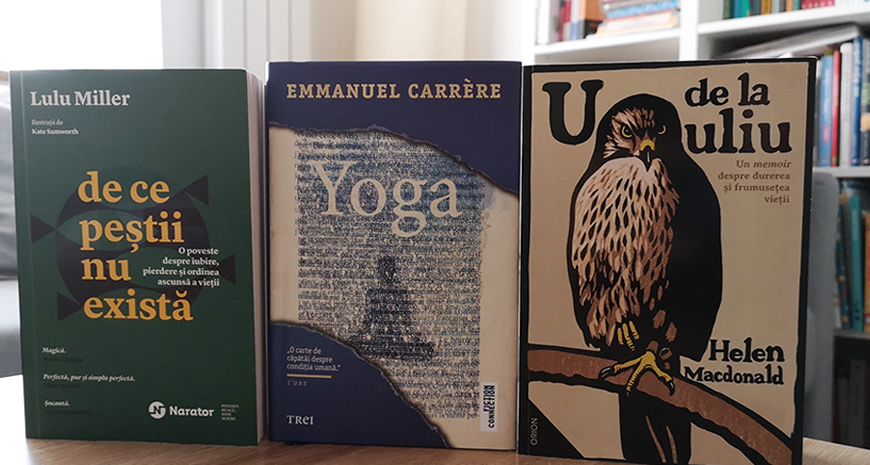 Lulu Miller
Ilustrații de
Kate Samworth
de ce
peștii
nu
există
O poveste
despre iubire,
pierdere și ordinea
ascunsă a vieții
Magică.
Perfectă, pur și simplu perfectă.
Șocantă.
Narator
EMMANUEL CARRÈRE
Yoga
„O carte de
căpătâi despre
condiția umană.”
L'OBS
TREI
FICTION
CONNECTION
U de la
uliu
Un memoir
despre durerea
și frumusețea
vieții
Helen
Macdonald
ORION